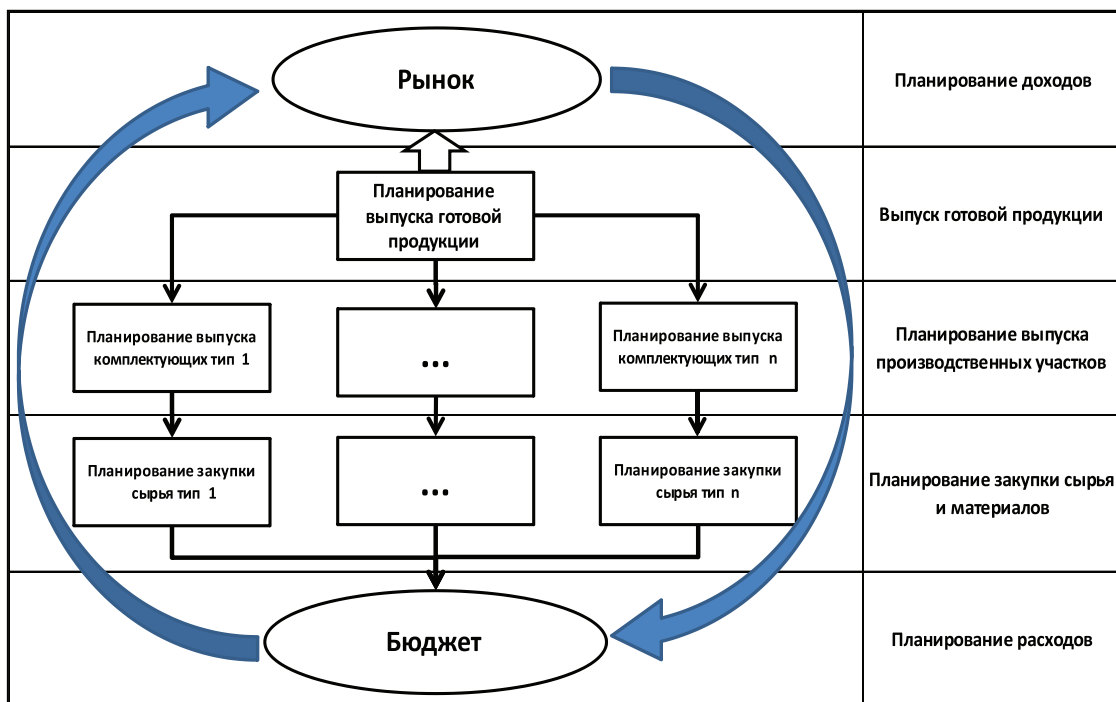 Рынок
Планирование доходов
Планирование
выпуска готовой
продукции
Выпуск готовой продукции
Планирование выпуска
комплектующих тип 1
...
Планирование выпуска
комплектующих тип n
Планирование выпуска
производственных участков
Планирование закупки
сырья тип 1
...
Планирование закупки
сырья тип n
Планирование закупки сырья
и материалов
Бюджет
Планирование расходов